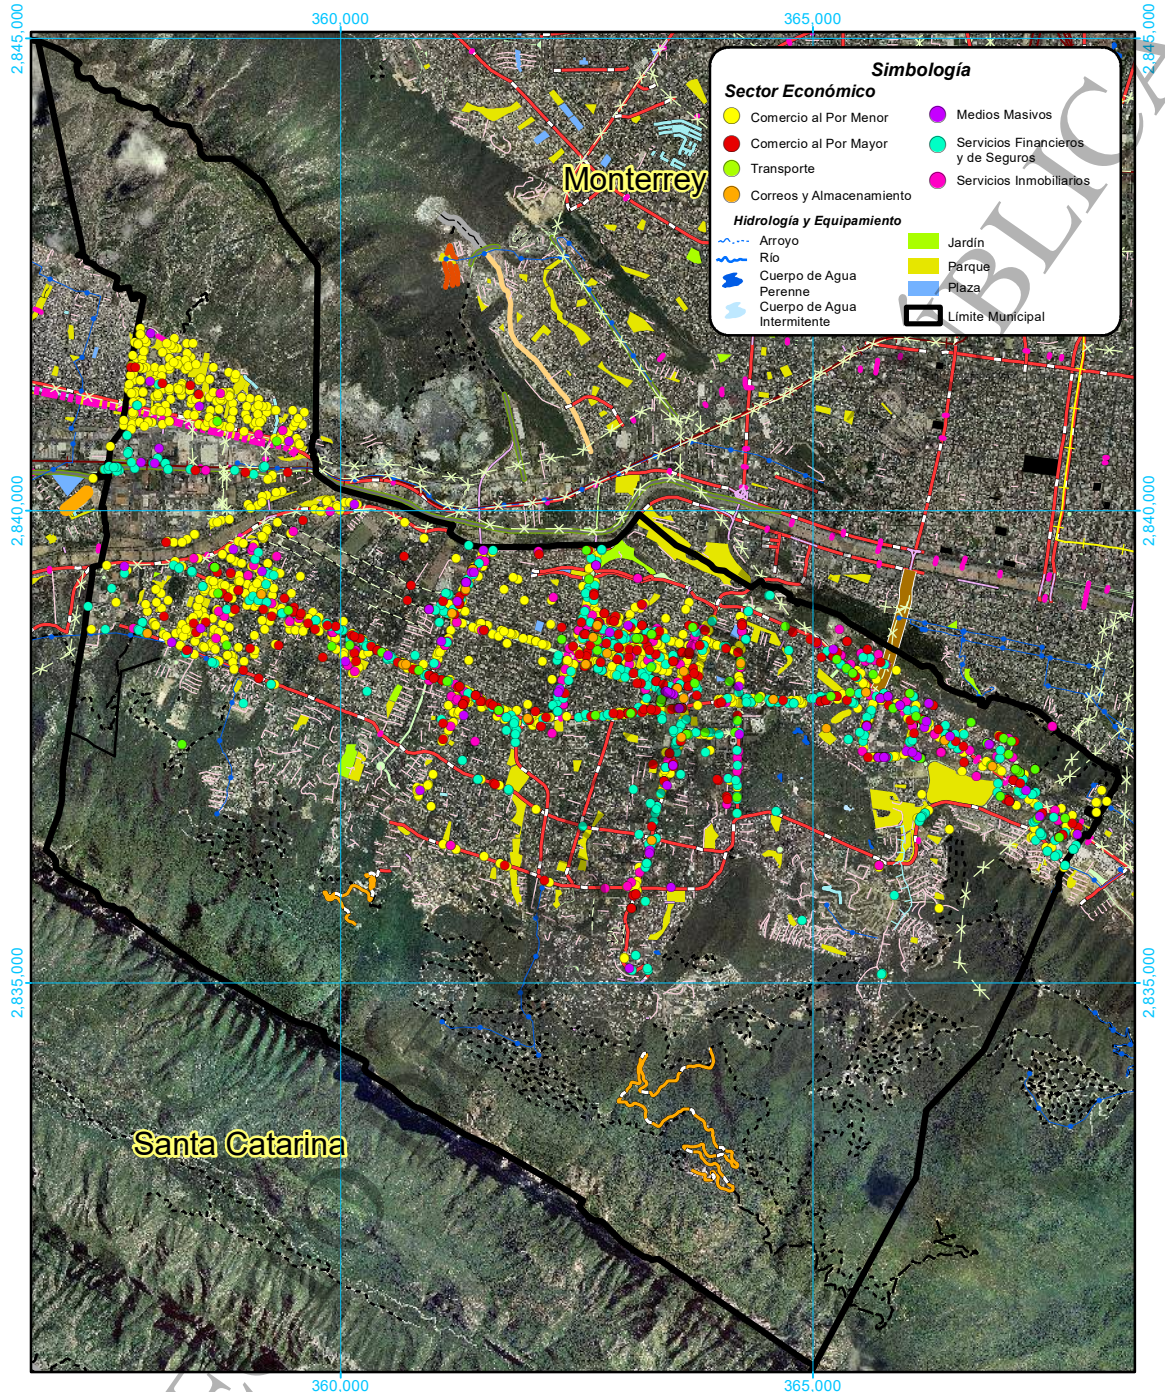 360,000
365,000
2,845,000
2,845,000
Simbología
Sector Económico
Comercio al Por Menor
Comercio al Por Mayor
Transporte
Correos y Almacenamiento
Medios Masivos
Servicios Financieros
y de Seguros
Servicios Inmobiliarios
Hidrología y Equipamiento
Arroyo
Río
Cuerpo de Agua
Perenne
Cuerpo de Agua
Intermitente
Jardín
Parque
Plaza
Límite Municipal
ÚBLICA
Monterrey
2,840,000
2,840,000
2,835,000
2,835,000
Santa Catarina
360,000
365,000